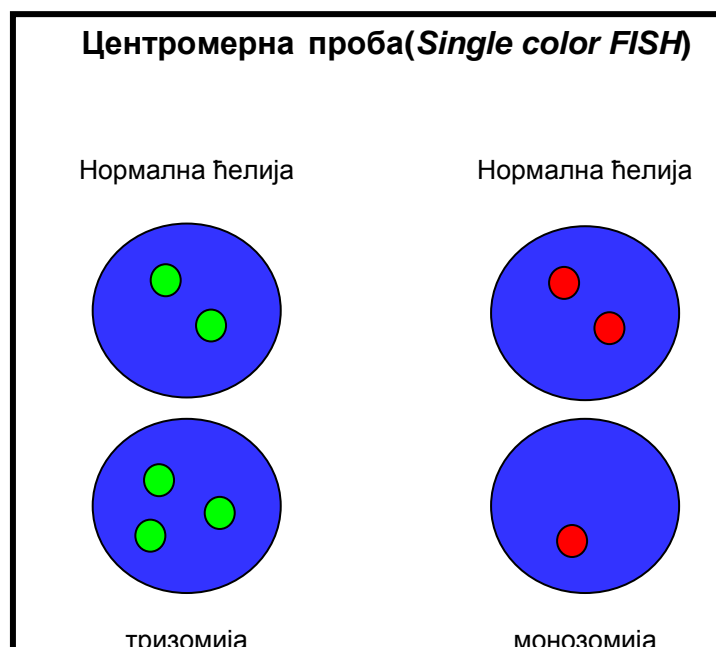 Центромерна проба(Single color FISH)
Нормална ћелија Нормална ћелија
тризомија монозомија